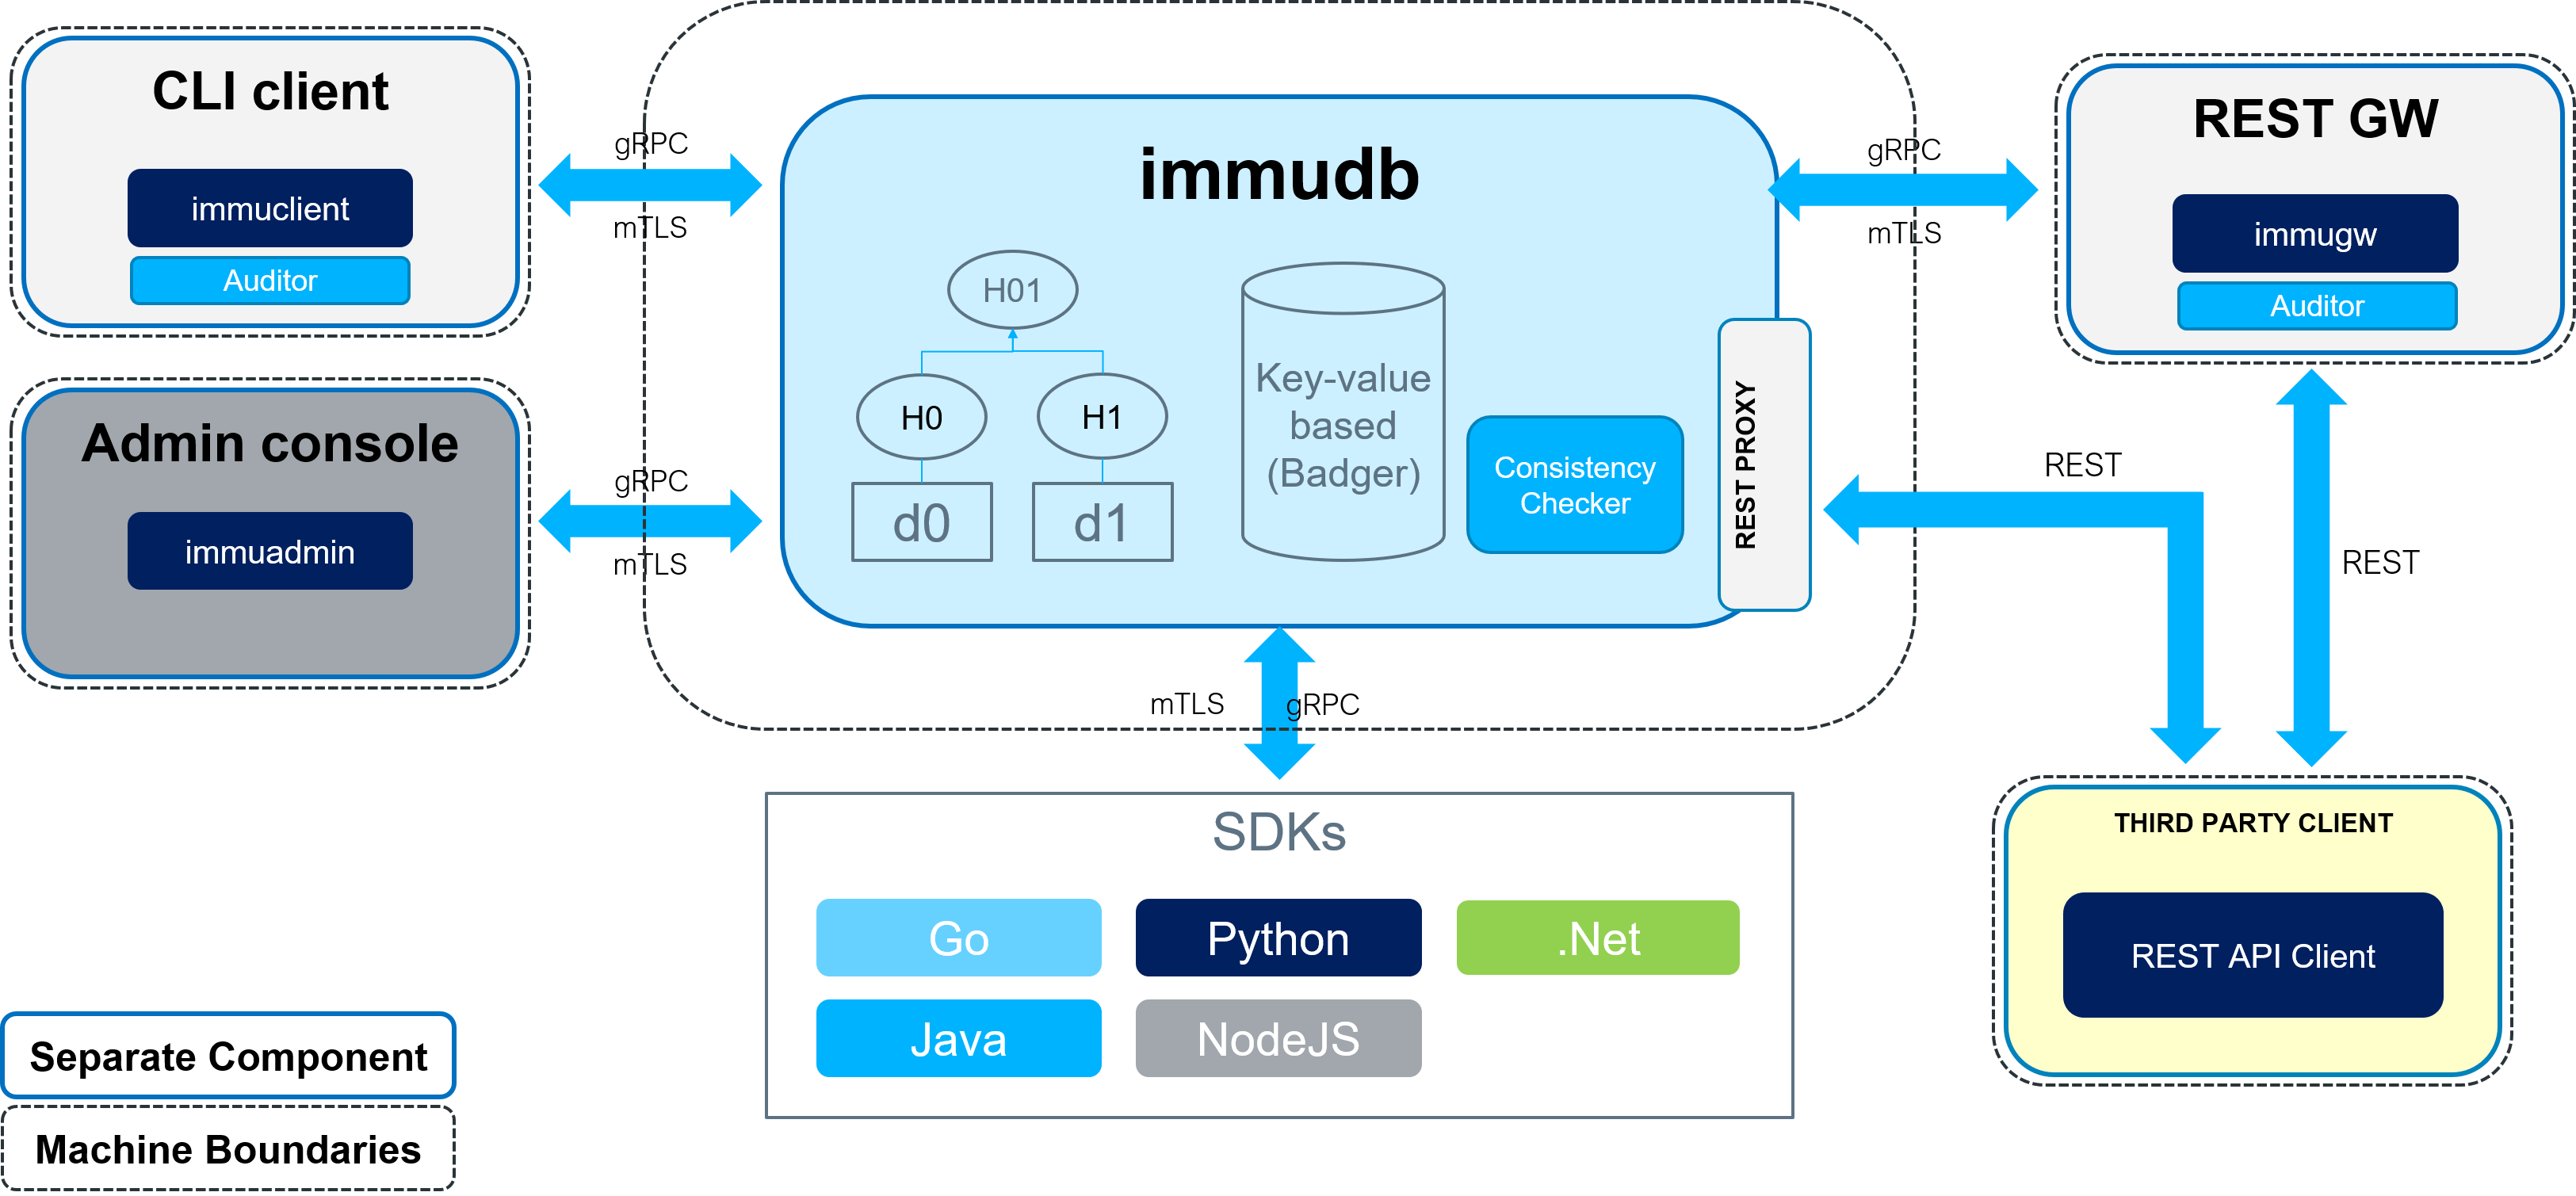 CLI client
immuclient
Auditor
Admin console
immuadmin
gRPC
mTLS
gRPC
mTLS
immudb
H01
H0
H1
d0
d1
Key-value
based
(Badger)
Consistency
Checker
REST PROXY
gRPC
mTLS
REST GW
immugw
Auditor
REST
REST
mTLS
gRPC
SDKs
Go
Python
.Net
Java
NodeJS
THIRD PARTY CLIENT
REST API Client
Separate Component
Machine Boundaries